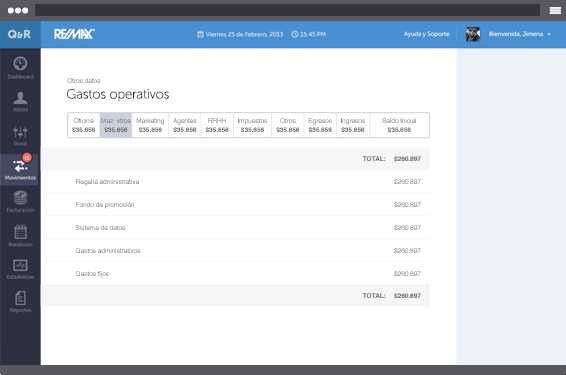 Q&R
RE/MAX
Viernes 25 de Febrero, 2013
15:45 PM
Ayuda y Soporte
Bienvenida, Jimena
Dashboard
Stock
11
Movimientos
Facturación
Rendición
Estadísticas
Reportes
Otros datos
Gastos operativos
Oficina Marketing Agentes RRHH Impuestos Otros Egresos Ingresos Saldo Inicial
$35.656 $35.656 $35.656 $35.656 $35.656 $35.656 $35.656 $35.656 $35.656 $35.656
TOTAL: $260.897
Regalía administrativa $260.897
Fondo de promoción $260.897
Sistema de datos $260.897
Gastos administrativos $260.897
Gastos fijos $260.897
TOTAL: $260.897